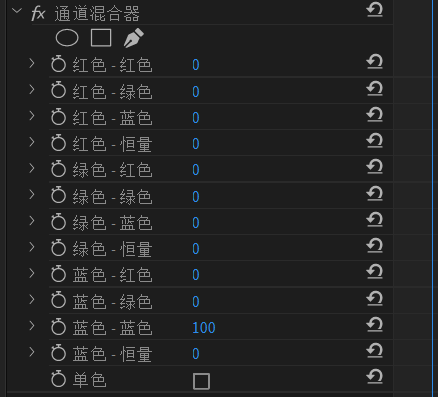 fx 通道混合器
红色 - 红色 0
红色 - 绿色 0
红色 - 蓝色 0
红色 - 恒量 0
绿色 - 红色 0
绿色 - 绿色 0
绿色 - 蓝色 0
绿色 - 恒量 0
蓝色 - 红色 0
蓝色 - 绿色 0
蓝色 - 蓝色 100
蓝色 - 恒量 0
单色